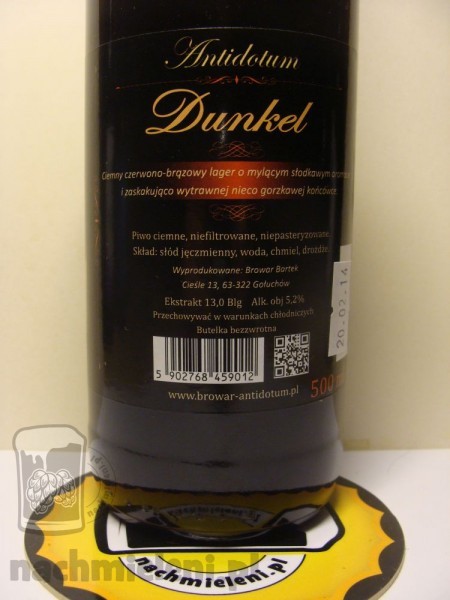 Antidotum
Dunkel
Ciemny czerwono-brązowy lager o mylącym słodkawym
i zaskakująco wytrawnej nieco gorzkawej końcówce
Piwo ciemne, niefiltrowane, niepasteryzowane.
Skład: słód jęczmienny, woda, chmiel, drożdże
Wyprodukowane: Browar Bartek
Cieśle 13, 63-322 Gołuchów
Ekstrakt 13,0 Blg Alk. obj 5,2%
Przechowywać w warunkach chłodniczych
Butelka bezzwrotna
20.02.14
5 902768 459012
www.browar-antidotum.pl
500
nachmieleni.pl
nachmieleni.pl